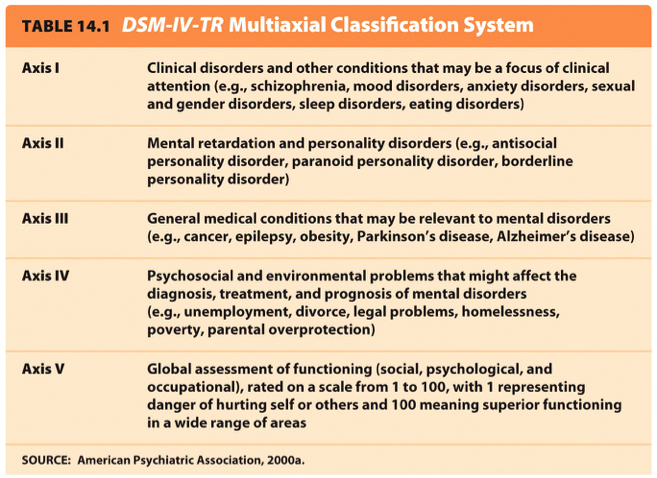 TABLE 14.1 DSM-IV-TR Multiaxial Classification System
Axis I Clinical disorders and other conditions that may be a focus of clinical
attention (e.g., schizophrenia, mood disorders, anxiety disorders, sexual
and gender disorders, sleep disorders, eating disorders)
Axis II Mental retardation and personality disorders (e.g., antisocial
personality disorder, paranoid personality disorder, borderline
personality disorder)
Axis III General medical conditions that may be relevant to mental disorders
(e.g., cancer, epilepsy, obesity, Parkinson's disease, Alzheimer's disease)
Axis IV Psychosocial and environmental problems that might affect the
diagnosis, treatment, and prognosis of mental disorders
(e.g., unemployment, divorce, legal problems, homelessness,
poverty, parental overprotection)
Axis V Global assessment of functioning (social, psychological, and
occupational), rated on a scale from 1 to 100, with 1 representing
danger of hurting self or others and 100 meaning superior functioning
in a wide range of areas
SOURCE: American Psychiatric Association, 2000a.